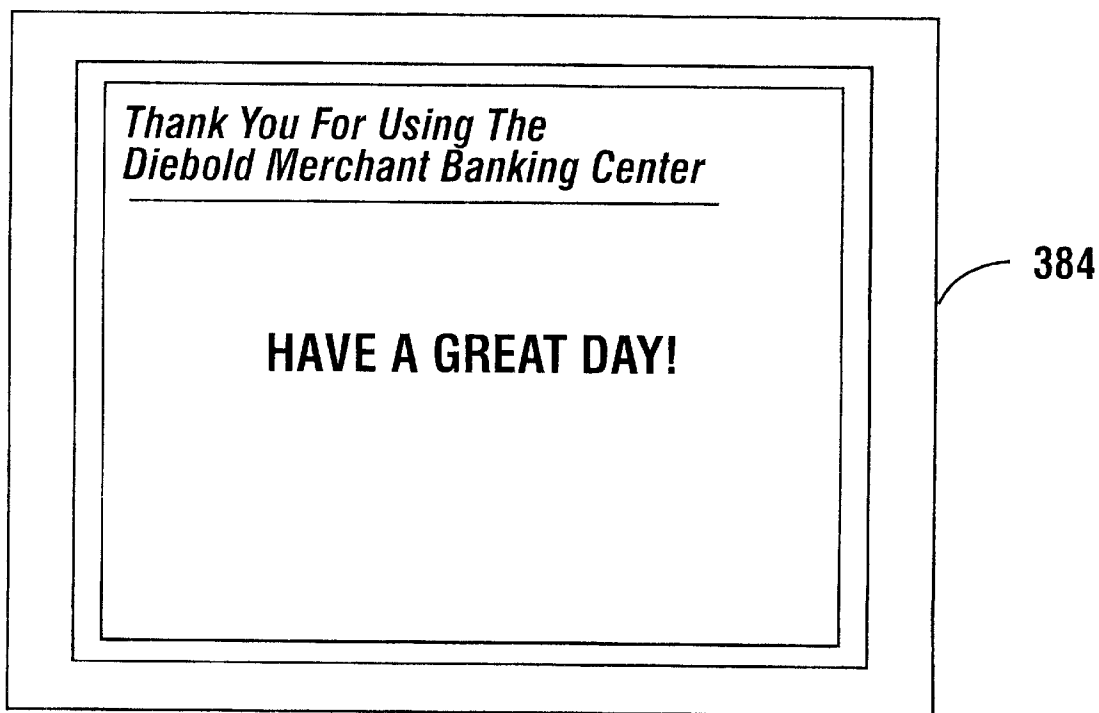 Thank You For Using The
Diebold Merchant Banking Center
HAVE A GREAT DAY!
384